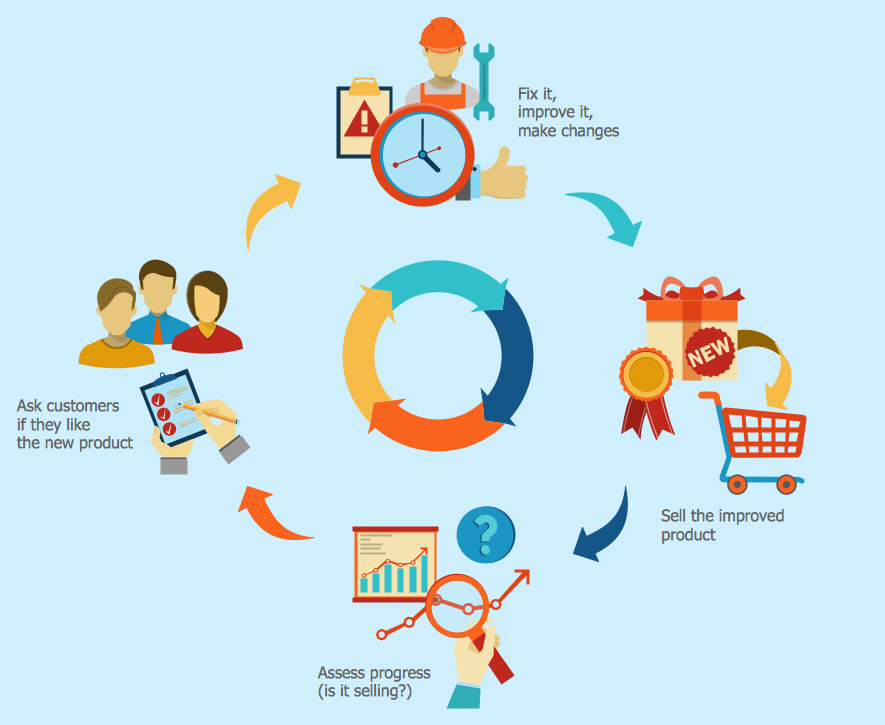 Fix it,
improve it,
make changes
NEW
Sell the improved
product
Assess progress
(is it selling?)
Ask customers
if they like
the new product
?
!